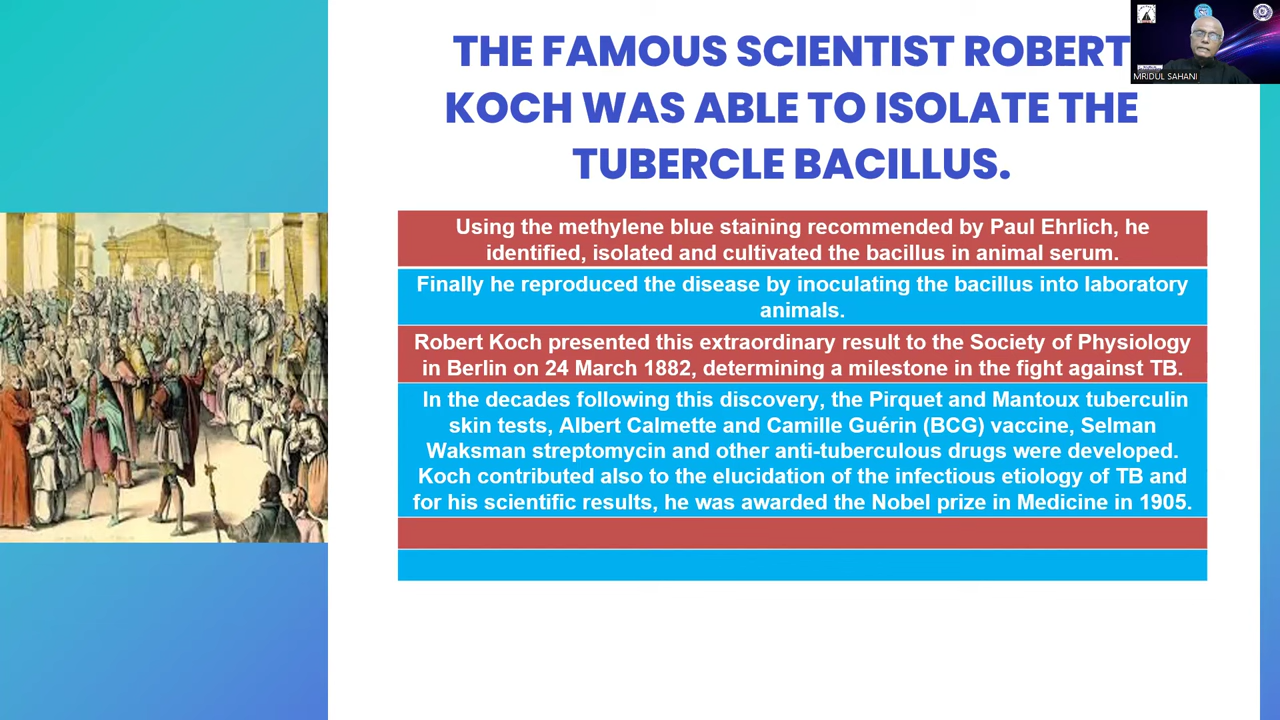 THE FAMOUS SCIENTIST ROBERT
KOCH WAS ABLE TO ISOLATE THE
TUBERCLE BACILLUS.
MRIDUL SAHANI
Using the methylene blue staining recommended by Paul Ehrlich, he
identified, isolated and cultivated the bacillus in animal serum.
Finally he reproduced the disease by inoculating the bacillus into laboratory
animals.
Robert Koch presented this extraordinary result to the Society of Physiology
in Berlin on 24 March 1882, determining a milestone in the fight against TB.
In the decades following this discovery, the Pirquet and Mantoux tuberculin
skin tests, Albert Calmette and Camille Guérin (BCG) vaccine, Selman
Waksman streptomycin and other anti-tuberculous drugs were developed.
Koch contributed also to the elucidation of the infectious etiology of TB and
for his scientific results, he was awarded the Nobel prize in Medicine in 1905.